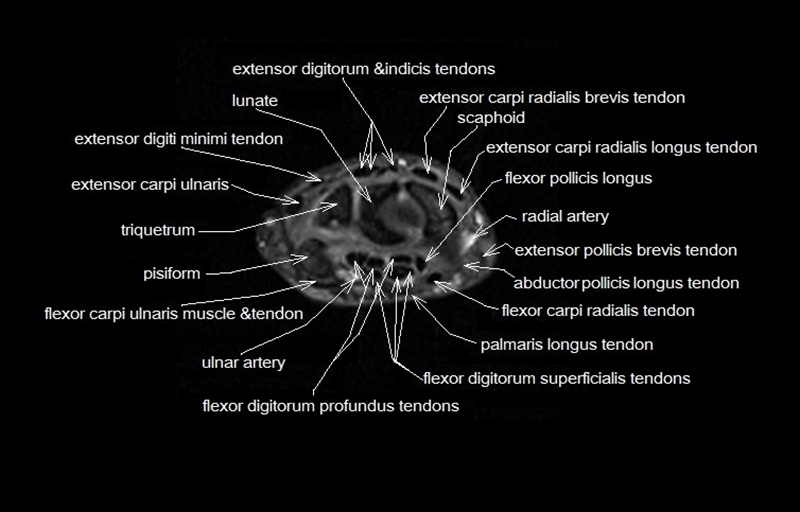 extensor digitorum &indicis tendons
lunate
extensor carpi radialis brevis tendon
scaphoid
extensor digiti minimi tendon
extensor carpi radialis longus tendon
extensor carpi ulnaris
flexor pollicis longus
radial artery
triquetrum
extensor pollicis brevis tendon
pisiform
abductor pollicis longus tendon
flexor carpi ulnaris muscle &tendon
flexor carpi radialis tendon
palmaris longus tendon
ulnar artery
flexor digitorum superficialis tendons
flexor digitorum profundus tendons